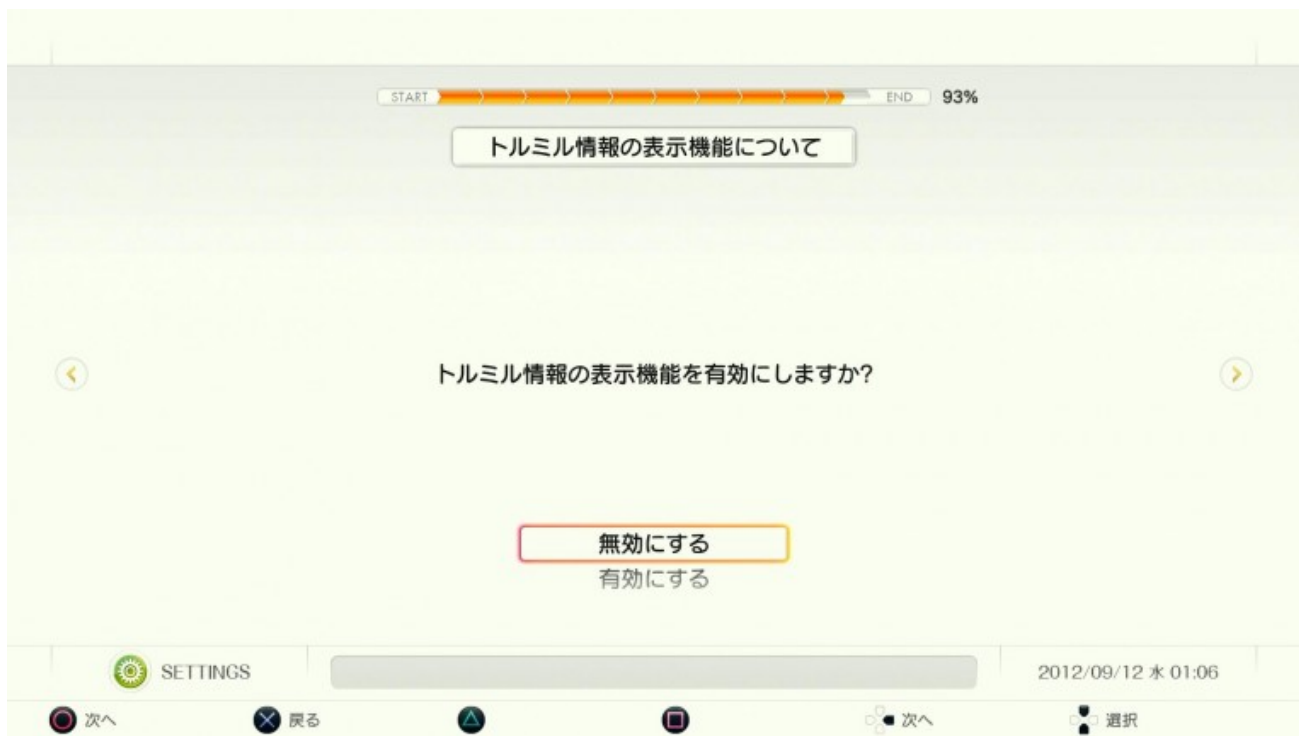 START END 93%
トルミル情報の表示機能について
トルミル情報の表示機能を有効にしますか?
無効にする
有効にする
SETTINGS 2012/09/12 水 01:06
次へ 戻る 次へ 選択